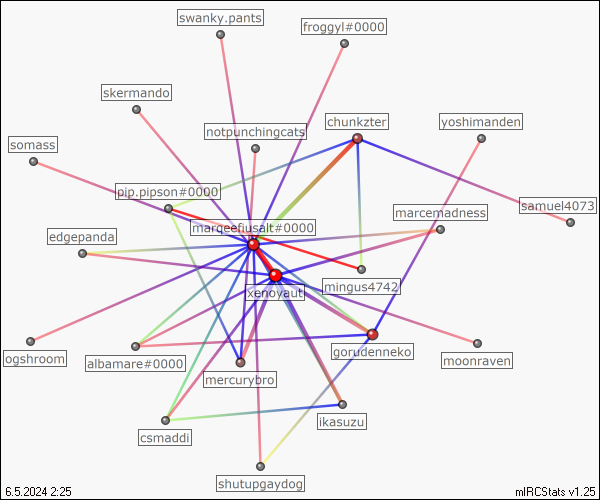 swanky.pants
froggyl#0000
skermando
chunkzter
yoshimanden
notpunchingcats
somass
pip.pipson#0000
samuel4073
marcemadness
marqeefiusalt#0000
edgepanda
mingus4742
xenoyaut
gorudenneko
ogshroom
albamare#0000
moonraven
mercurybro
ikasuzu
csmaddi
shutupgaydog
6.5.2024 2:25
mIRCStats v1.25